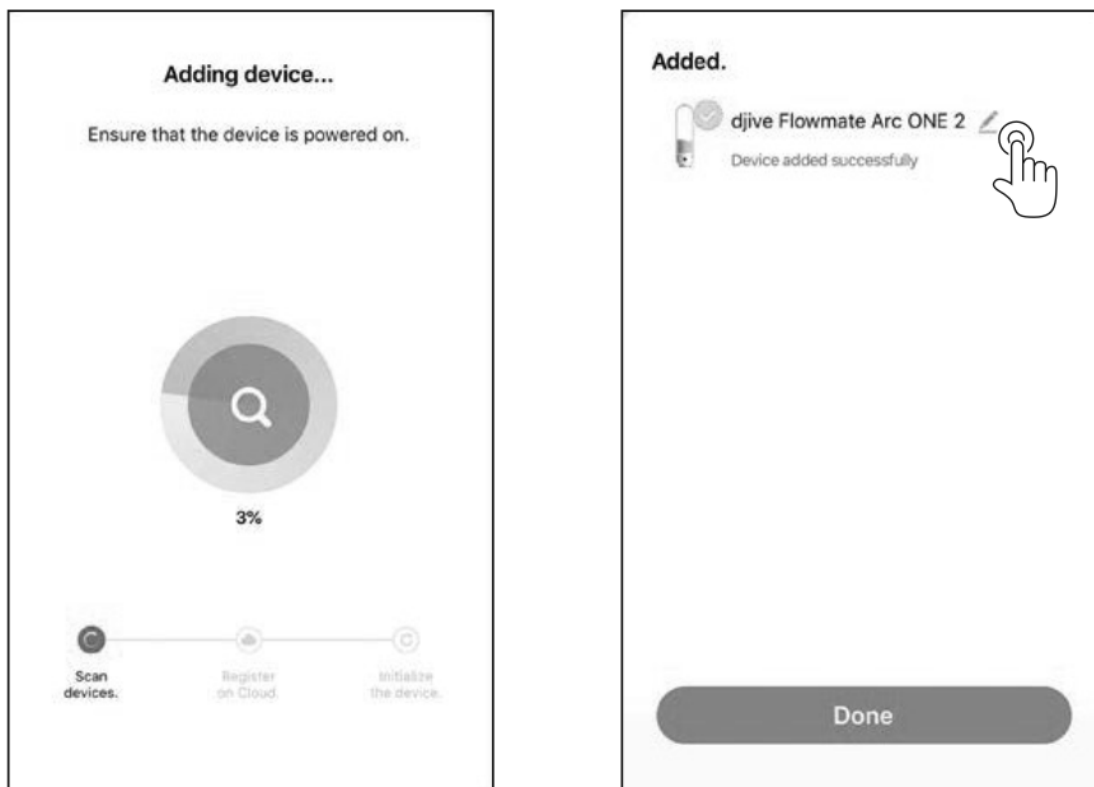 Adding device...
Ensure that the device is powered on.
3%
Scan
devices.
Register
on Cloud.
Initialize
the device.
Added.
djive Flowmate Arc ONE 2
Device added successfully
Done